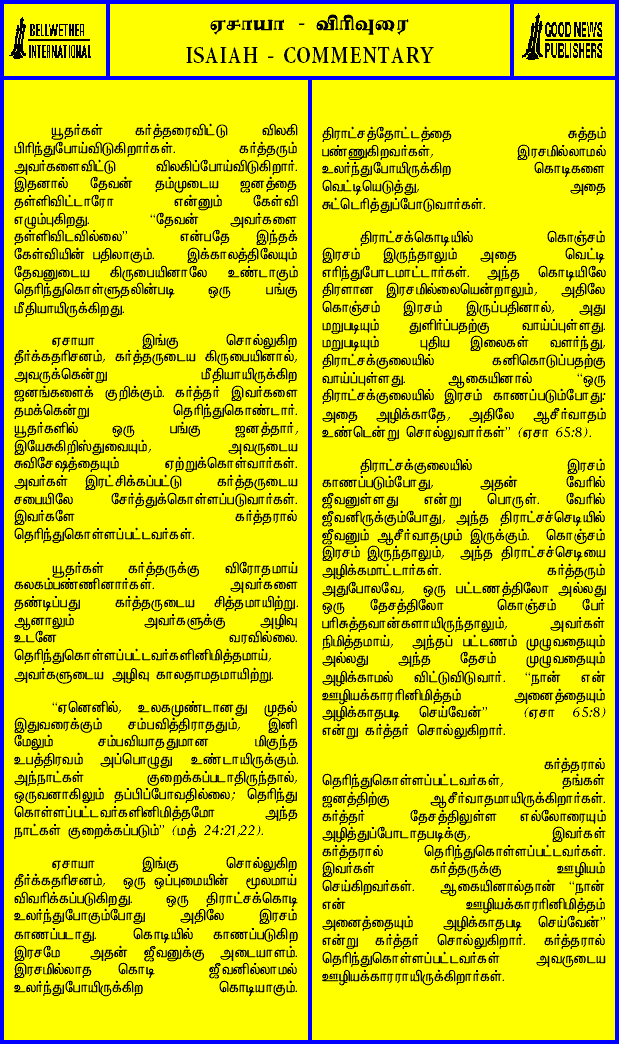 BELLWETHER
INTERNATIONAL
ஏசாயா - விரிவுரை
ISAIAH - COMMENTARY
GOOD NEWS
PUBLISHERS
யூதர்கள் கர்த்தரைவிட்டு விலகி
பிரிந்துபோய்விடுகிறார்கள். கர்த்தரும்
அவர்களைவிட்டு விலகிப்போய்விடுகிறார்.
இதனால் தேவன் தம்முடைய ஜனத்தை
தள்ளிவிட்டாரோ என்னும் கேள்வி
எழும்புகிறது. “தேவன் அவர்களை
தள்ளிவிடவில்லை” என்பதே இந்தக்
கேள்வியின் பதிலாகும். இக்காலத்திலேயும்
தேவனுடைய கிருபையினாலே உண்டாகும்
தெரிந்துகொள்ளுதலின்படி ஒரு பங்கு
மீதியாயிருக்கிறது.
ஏசாயா இங்கு சொல்லுகிற
தீர்க்கதரிசனம், கர்த்தருடைய கிருபையினால்,
அவருக்கென்று மீதியாயிருக்கிற
ஜனங்களைக் குறிக்கும். கர்த்தர் இவர்களை
தமக்கென்று தெரிந்துகொண்டார்.
யூதர்களில் ஒரு பங்கு ஜனத்தார்,
இயேசுகிறிஸ்துவையும், அவருடைய
சுவிசேஷத்தையும் ஏற்றுக்கொள்வார்கள்.
அவர்கள் இரட்சிக்கப்பட்டு கர்த்தருடைய
சபையிலே சேர்த்துக்கொள்ளப்படுவார்கள்.
இவர்களே கர்த்தரால்
தெரிந்துகொள்ளப்பட்டவர்கள்.
யூதர்கள் கர்த்தருக்கு விரோதமாய்
கலகம்பண்ணினார்கள். அவர்களை
தண்டிப்பது கர்த்தருடைய சித்தமாயிற்று.
ஆனாலும் அவர்களுக்கு அழிவு
உடனே வரவில்லை.
தெரிந்துகொள்ளப்பட்டவர்களினிமித்தமாய்,
அவர்களுடைய அழிவு காலதாமதமாயிற்று.
“ஏனெனில், உலகமுண்டானது முதல்
இதுவரைக்கும் சம்பவித்திராததும், இனி
மேலும் சம்பவியாததுமான மிகுந்த
உபத்திரவம் அப்பொழுது உண்டாயிருக்கும்.
அந்நாட்கள் குறைக்கப்படாதிருந்தால்,
ஒருவனாகிலும் தப்பிப்போவதில்லை; தெரிந்து
கொள்ளப்பட்டவர்களினிமித்தமோ அந்த
நாட்கள் குறைக்கப்படும்” (மத் 24:21,22).
ஏசாயா இங்கு சொல்லுகிற
தீர்க்கதரிசனம், ஒரு ஒப்புமையின் மூலமாய்
விவரிக்கப்படுகிறது. ஒரு திராட்சக்கொடி
உலர்ந்துபோகும்போது அதிலே இரசம்
காணப்படாது. கொடியில் காணப்படுகிற
இரசமே அதன் ஜீவனுக்கு அடையாளம்.
இரசமில்லாத கொடி ஜீவனில்லாமல்
உலர்ந்துபோயிருக்கிற கொடியாகும்.
திராட்சத்தோட்டத்தை சுத்தம்
பண்ணுகிறவர்கள், இரசமில்லாமல்
உலர்ந்துபோயிருக்கிற கொடிகளை
வெட்டியெடுத்து, அதை
சுட்டெரித்துப்போடுவார்கள்.
திராட்சக்கொடியில் கொஞ்சம்
இரசம் இருந்தாலும் அதை வெட்டி
எரிந்துபோடமாட்டார்கள். அந்த கொடியிலே
திரளான இரசமில்லையென்றாலும், அதிலே
கொஞ்சம் இரசம் இருப்பதினால், அது
மறுபடியும் துளிர்ப்பதற்கு வாய்ப்புள்ளது.
மறுபடியும் புதிய இலைகள் வளர்ந்து,
திராட்சக்குலையில் கனிகொடுப்பதற்கு
வாய்ப்புள்ளது. ஆகையினால் “ஒரு
திராட்சக்குலையில் இரசம் காணப்படும்போது:
அதை அழிக்காதே, அதிலே ஆசீர்வாதம்
உண்டென்று சொல்லுவார்கள்” (ஏசா 65:8).
திராட்சக்குலையில் இரசம்
காணப்படும்போது, அதன் வேரில்
ஜீவனுள்ளது என்று பொருள். வேரில்
ஜீவனிருக்கும்போது, அந்த திராட்சச்செடியில்
ஜீவனும் ஆசீர்வாதமும் இருக்கும். கொஞ்சம்
இரசம் இருந்தாலும், அந்த திராட்சச்செடியை
அழிக்கமாட்டார்கள். கர்த்தரும்
அதுபோலவே, ஒரு பட்டணத்திலோ அல்லது
ஒரு தேசத்திலோ கொஞ்சம் பேர்
பரிசுத்தவான்களாயிருந்தாலும், அவர்கள்
நிமித்தமாய், அந்தப் பட்டணம் முழுவதையும்
அல்லது அந்த தேசம் முழுவதையும்
அழிக்காமல் விட்டுவிடுவார். “நான் என்
ஊழியக்காரரினிமித்தம் அனைத்தையும்
அழிக்காதபடி செய்வேன்” (ஏசா 65:8)
என்று கர்த்தர் சொல்லுகிறார்.
கர்த்தரால்
தெரிந்துகொள்ளப்பட்டவர்கள், தங்கள்
ஜனத்திற்கு ஆசீர்வாதமாயிருக்கிறார்கள்.
கர்த்தர் தேசத்திலுள்ள எல்லோரையும்
அழித்துப்போடாதபடிக்கு, இவர்கள்
கர்த்தரால் தெரிந்துகொள்ளப்பட்டவர்கள்.
இவர்கள் கர்த்தருக்கு ஊழியம்
செய்கிறவர்கள். ஆகையினால்தான் “நான்
என் ஊழியக்காரரினிமித்தம்
அனைத்தையும் அழிக்காதபடி செய்வேன்”
என்று கர்த்தர் சொல்லுகிறார். கர்த்தரால்
தெரிந்துகொள்ளப்பட்டவர்கள் அவருடைய
ஊழியக்காரராயிருக்கிறார்கள்.